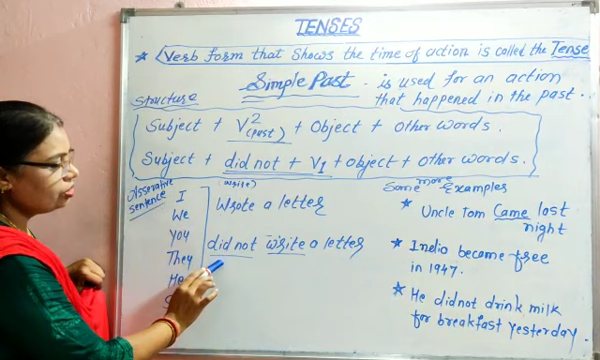 TENSES
* Verb form that shows the time of action is called the Tense
Simple Past - is used for an action
that happened in the past.
Structure
Subject + V2 + Object + Other words.
(past)
Subject + did not + V1 + object + other words.
Assertive
sentence
I
We
You
They
He
(write)
Wrote a letter
did not write a letter
Some more Examples
* Uncle Tom Came last
night
* India became free
in 1947.
* He didnot drink milk
for breakfast yesterday.